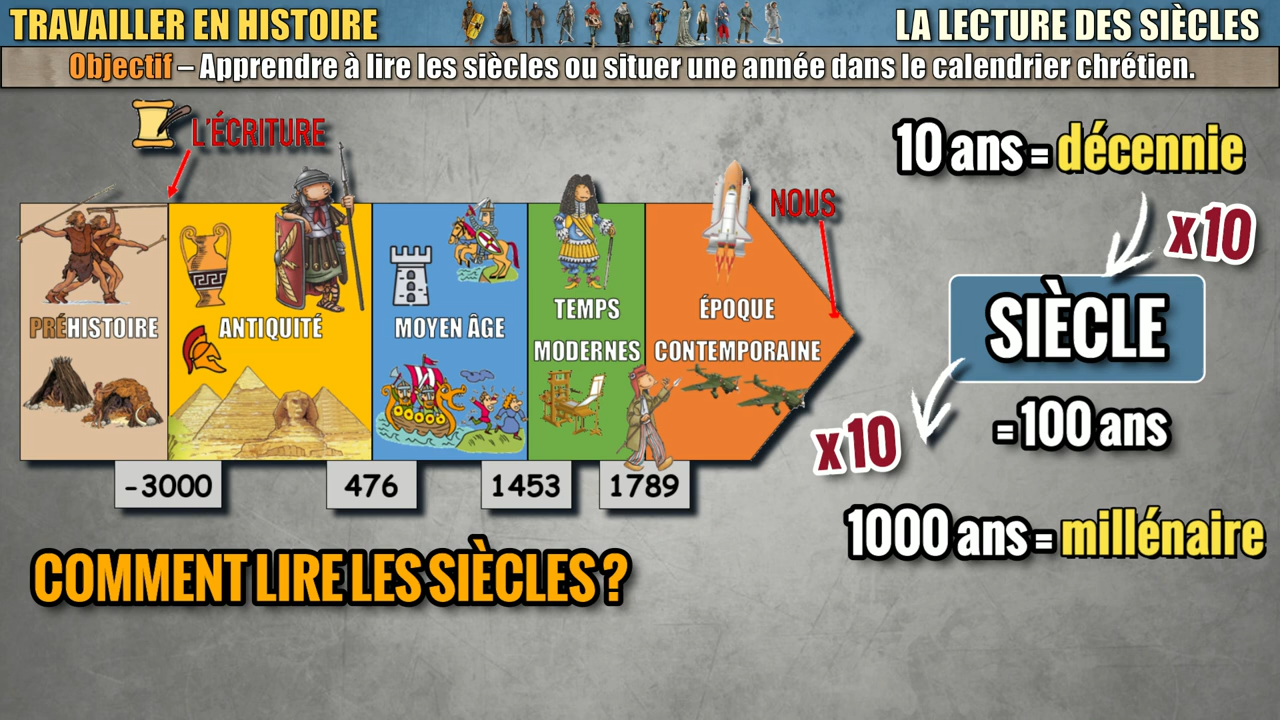 TRAVAILLER EN HISTOIRE
LA LECTURE DES SIÈCLES
Objectif – Apprendre à lire les siècles ou situer une année dans le calendrier chrétien.
L'ÉCRITURE
NOUS
PRÉHISTOIRE
ANTIQUITÉ
MOYEN ÂGE
TEMPS
MODERNES
ÉPOQUE
CONTEMPORAINE
-3000
476
1453
1789
10 ans = décennie
x10
SIÈCLE
= 100 ans
x10
1000 ans = millénaire
COMMENT LIRE LES SIÈCLES ?